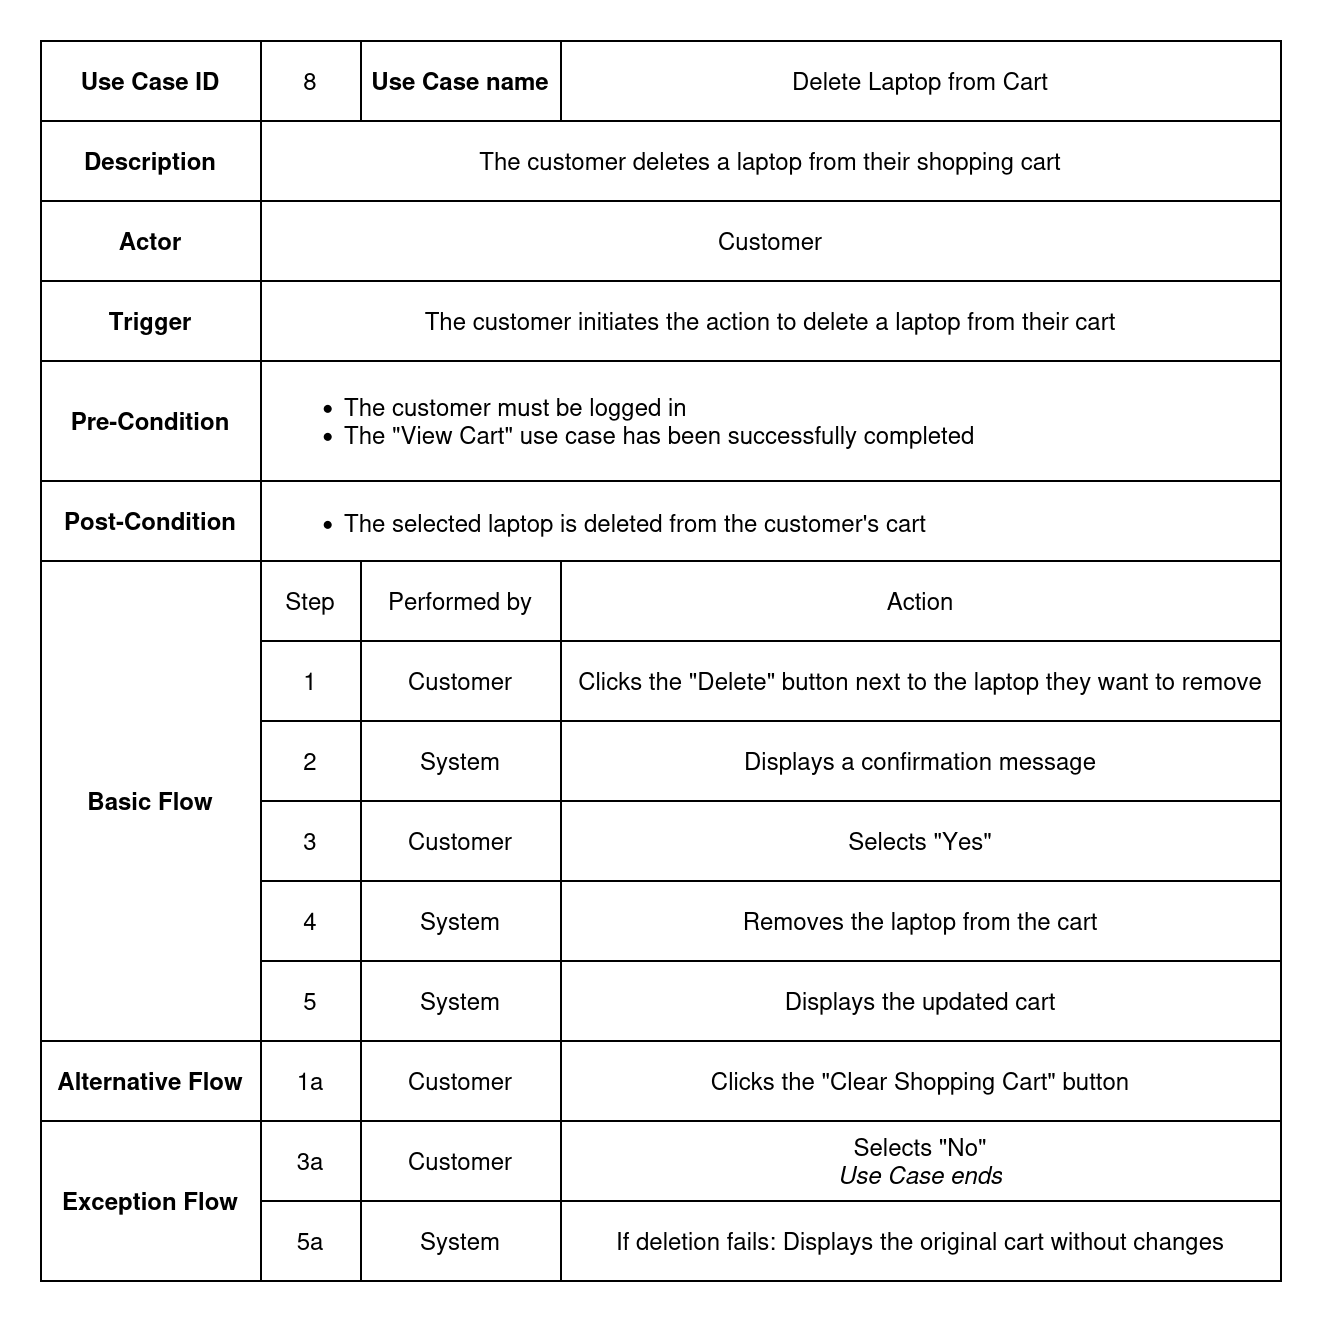 Use Case ID
8
Use Case name
Delete Laptop from Cart
Description
The customer deletes a laptop from their shopping cart
Actor
Customer
Trigger
The customer initiates the action to delete a laptop from their cart
Pre-Condition
• The customer must be logged in
• The "View Cart" use case has been successfully completed
Post-Condition
• The selected laptop is deleted from the customer's cart
Basic Flow
Step
Performed by
Action
1
Customer
Clicks the "Delete" button next to the laptop they want to remove
2
System
Displays a confirmation message
3
Customer
Selects "Yes"
4
System
Removes the laptop from the cart
5
System
Displays the updated cart
Alternative Flow
1a
Customer
Clicks the "Clear Shopping Cart" button
Exception Flow
3a
Customer
Selects "No"
Use Case ends
5a
System
If deletion fails: Displays the original cart without changes